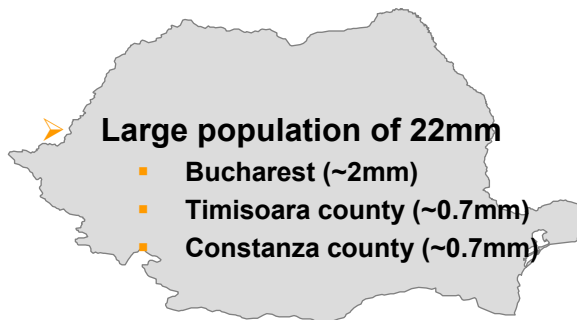 Large population of 22mm
Bucharest (~2mm)
Timisoara county (~0.7mm)
Constanza county (~0.7mm)